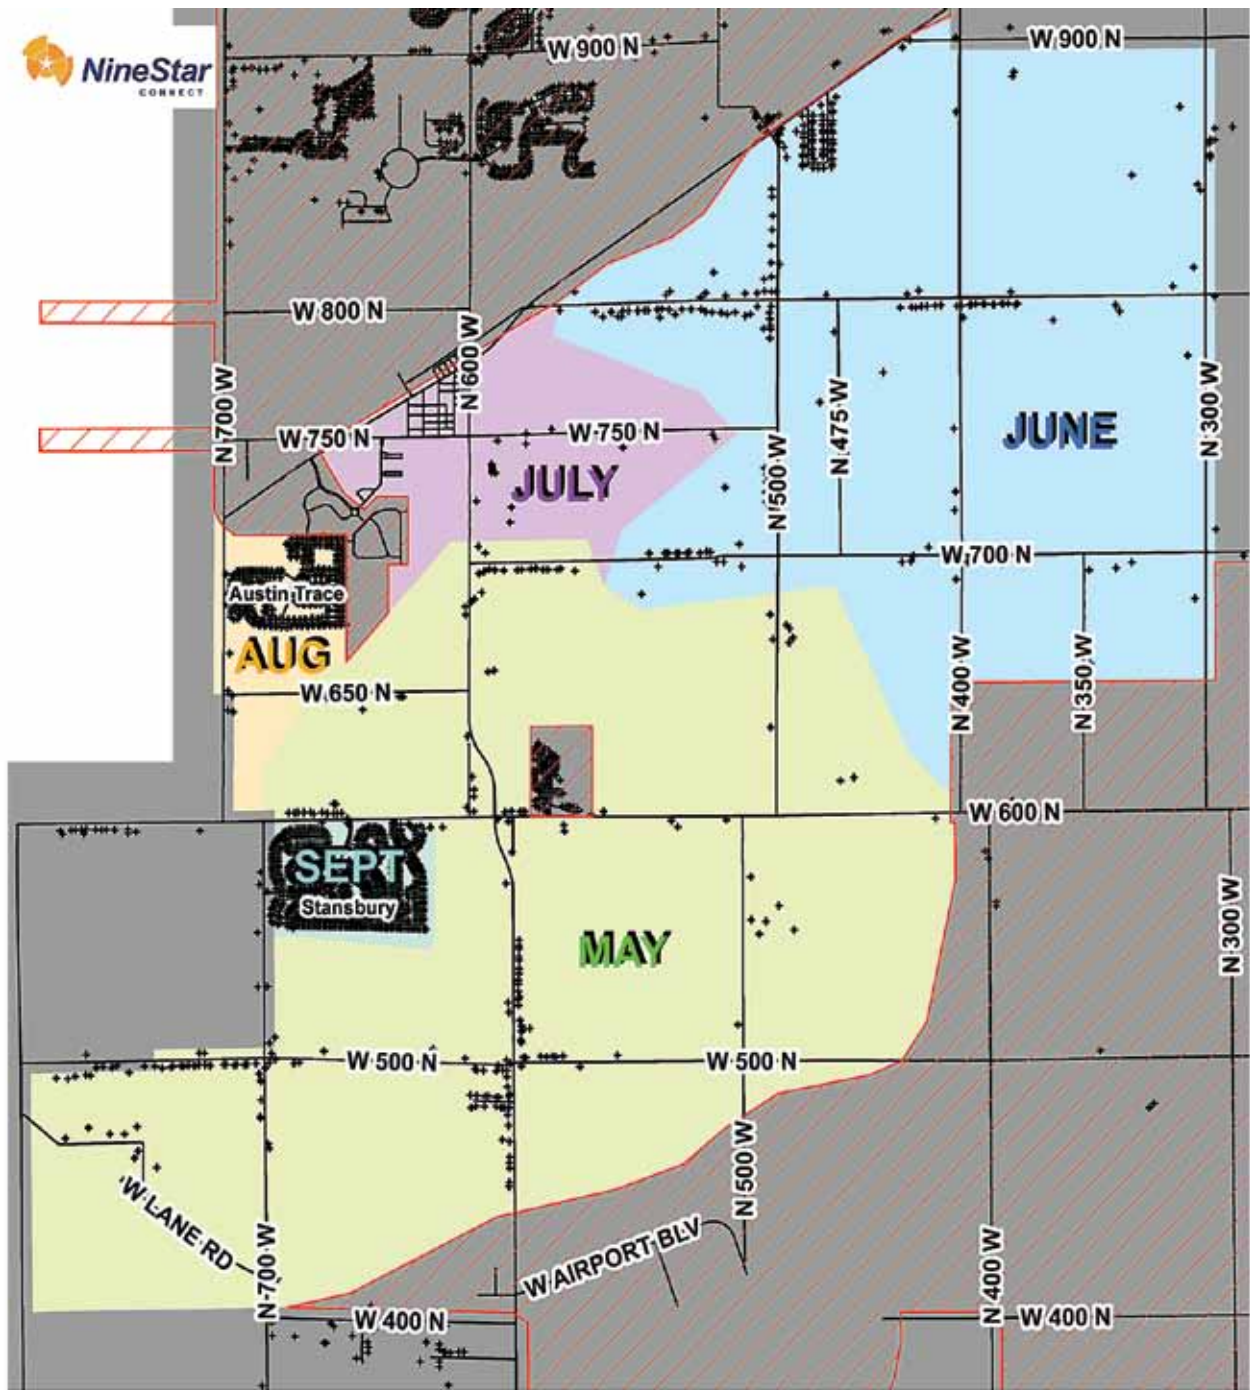 W 900 N
W 900 N
NineStar
CONNECT
W 800 N
N 600 W
N 700 W
N 475 W
N 300 W
W 750 N
W 750 N
JUNE
JULY
N 500 W
W 700 N
Austin Trace
AUG
W 650 N
N 400 W
N 350 W
W 600 N
SEPT
Stansbury
MAY
N 300 W
W 500 N
W 500 N
N 500 W
W LANE RD
N 700 W
W AIRPORT BLV
N 400 W
W 400 N
W 400 N